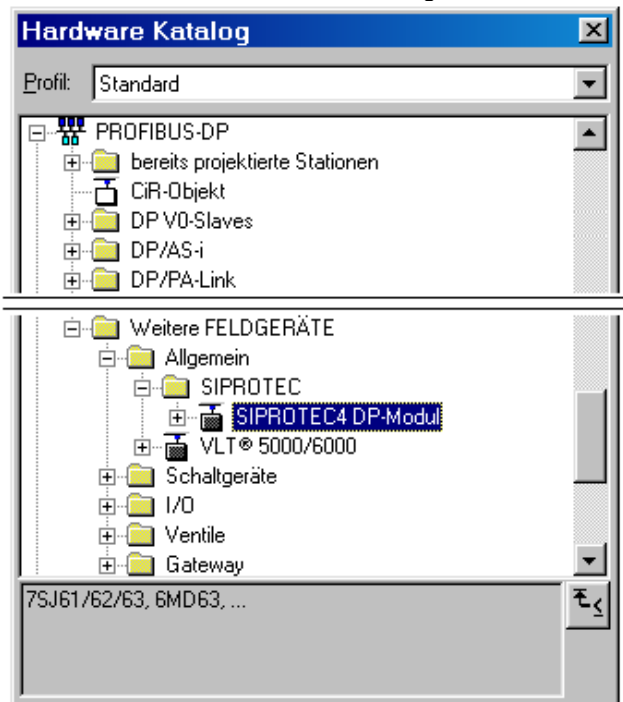 Hardware Katalog
Profil: Standard
PROFIBUS-DP
bereits projektierte Stationen
CiR-Objekt
DP V0-Slaves
DP/AS-i
DP/PA-Link
Weitere FELDGERÄTE
Allgemein
SIPROTEC
SIPROTEC4 DP-Modul
VLT® 5000/6000
Schaltgeräte
I/O
Ventile
Gateway
7SJ61/62/63, 6MD63, ...